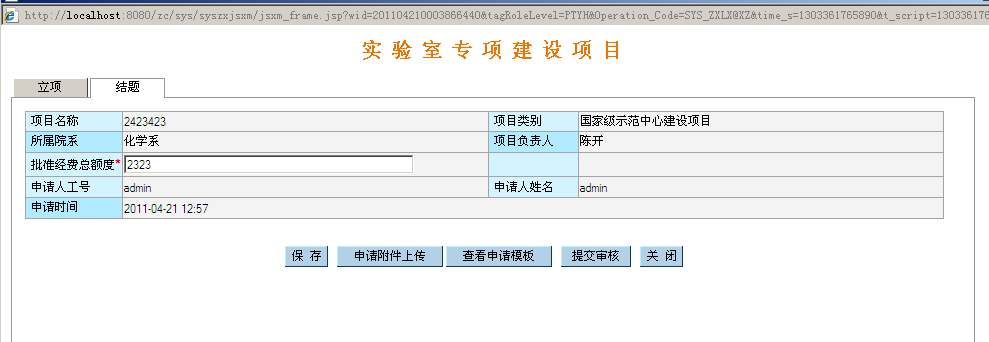 http://localhost:8080/zc/sys/syszxjsxm/jsxm_frame.jsp?wid=201104210003866440&tagRoleLevel=PTYH&Operation_Code=SYS_ZXLX@XZ&time_s=1303361765890&t_script=1303361765
实验室专项建设项目
立项 结题
项目名称 2423423 项目类别 国家级示范中心建设项目
所属院系 化学系 项目负责人 陈开
批准经费总额度* 2323
申请人工号 admin 申请人姓名 admin
申请时间 2011-04-21 12:57
保 存 申请附件上传 查看申请模板 提交审核 关 闭